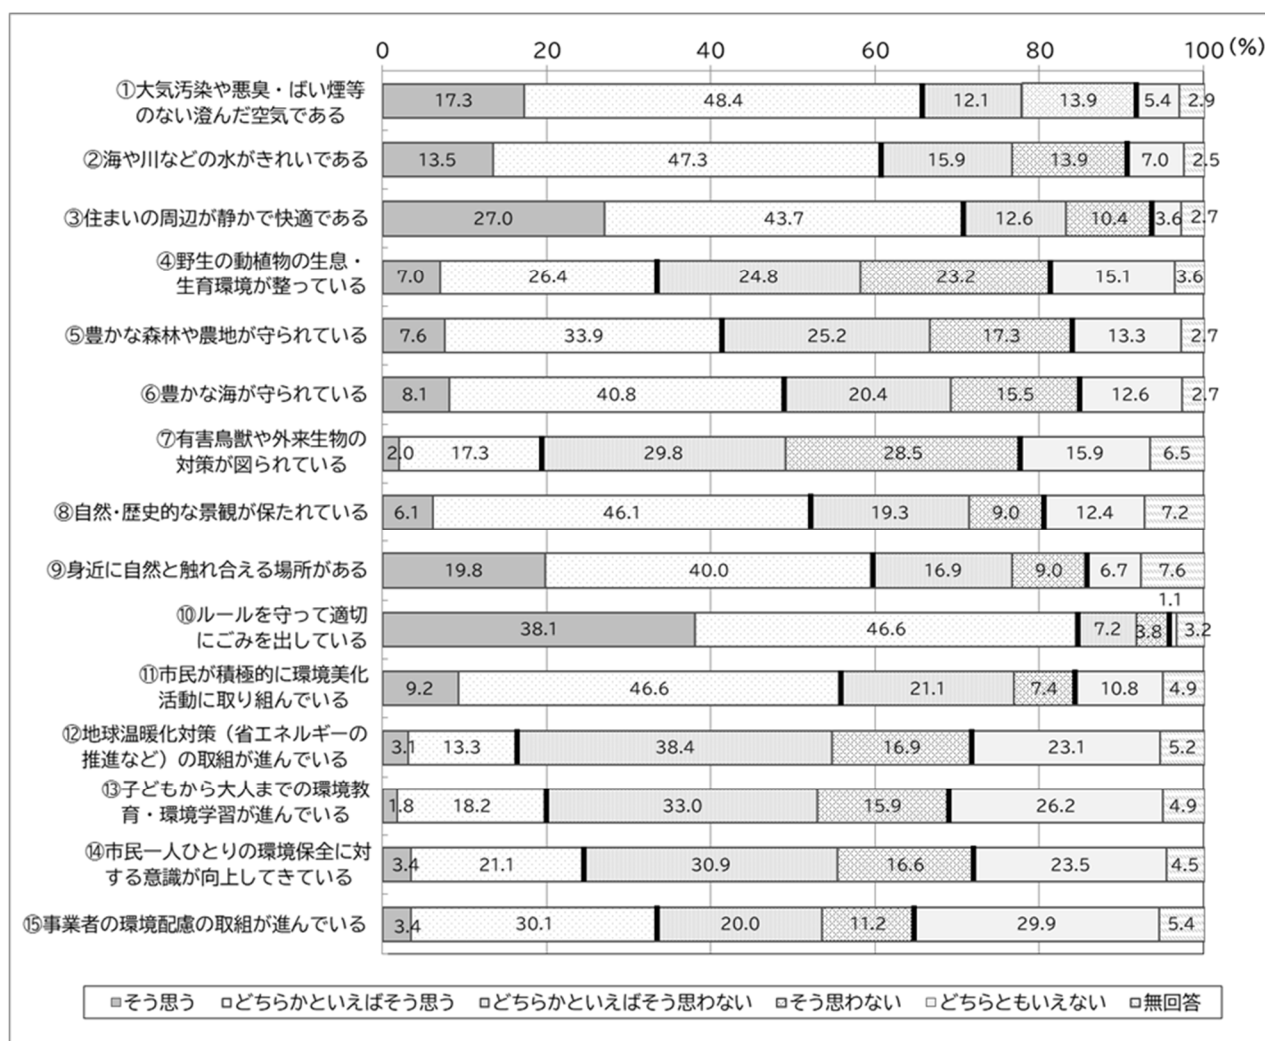 0 20 40 60 80 100 (%)
①大気汚染や悪臭・ばい煙等
のない澄んだ空気である
17.3 48.4 12.1 13.9 5.4 2.9
②海や川などの水がきれいである
13.5 47.3 15.9 13.9 7.0 2.5
③住まいの周辺が静かで快適である
27.0 43.7 12.6 10.4 3.6 2.7
④野生の動植物の生息・
生育環境が整っている
7.0 26.4 24.8 23.2 15.1 3.6
⑤豊かな森林や農地が守られている
7.6 33.9 25.2 17.3 13.3 2.7
⑥豊かな海が守られている
8.1 40.8 20.4 15.5 12.6 2.7
⑦有害鳥獣や外来生物の
対策が図られている
2.0 17.3 29.8 28.5 15.9 6.5
⑧自然・歴史的な景観が保たれている
6.1 46.1 19.3 9.0 12.4 7.2
⑨身近に自然と触れ合える場所がある
19.8 40.0 16.9 9.0 6.7 7.6
⑩ルールを守って適切
にごみを出している
38.1 46.6 7.2 3.8 1.1 3.2
⑪市民が積極的に環境美化
活動に取り組んでいる
9.2 46.6 21.1 7.4 10.8 4.9
⑫地球温暖化対策（省エネルギーの
推進など）の取組が進んでいる
3.1 13.3 38.4 16.9 23.1 5.2
⑬子どもから大人までの環境教
育・環境学習が進んでいる
1.8 18.2 33.0 15.9 26.2 4.9
⑭市民一人ひとりの環境保全に対
する意識が向上してきている
3.4 21.1 30.9 16.6 23.5 4.5
⑮事業者の環境配慮の取組が進んでいる
3.4 30.1 20.0 11.2 29.9 5.4
そう思う どちらかといえばそう思う どちらかといえばそう思わない そう思わない どちらともいえない 無回答